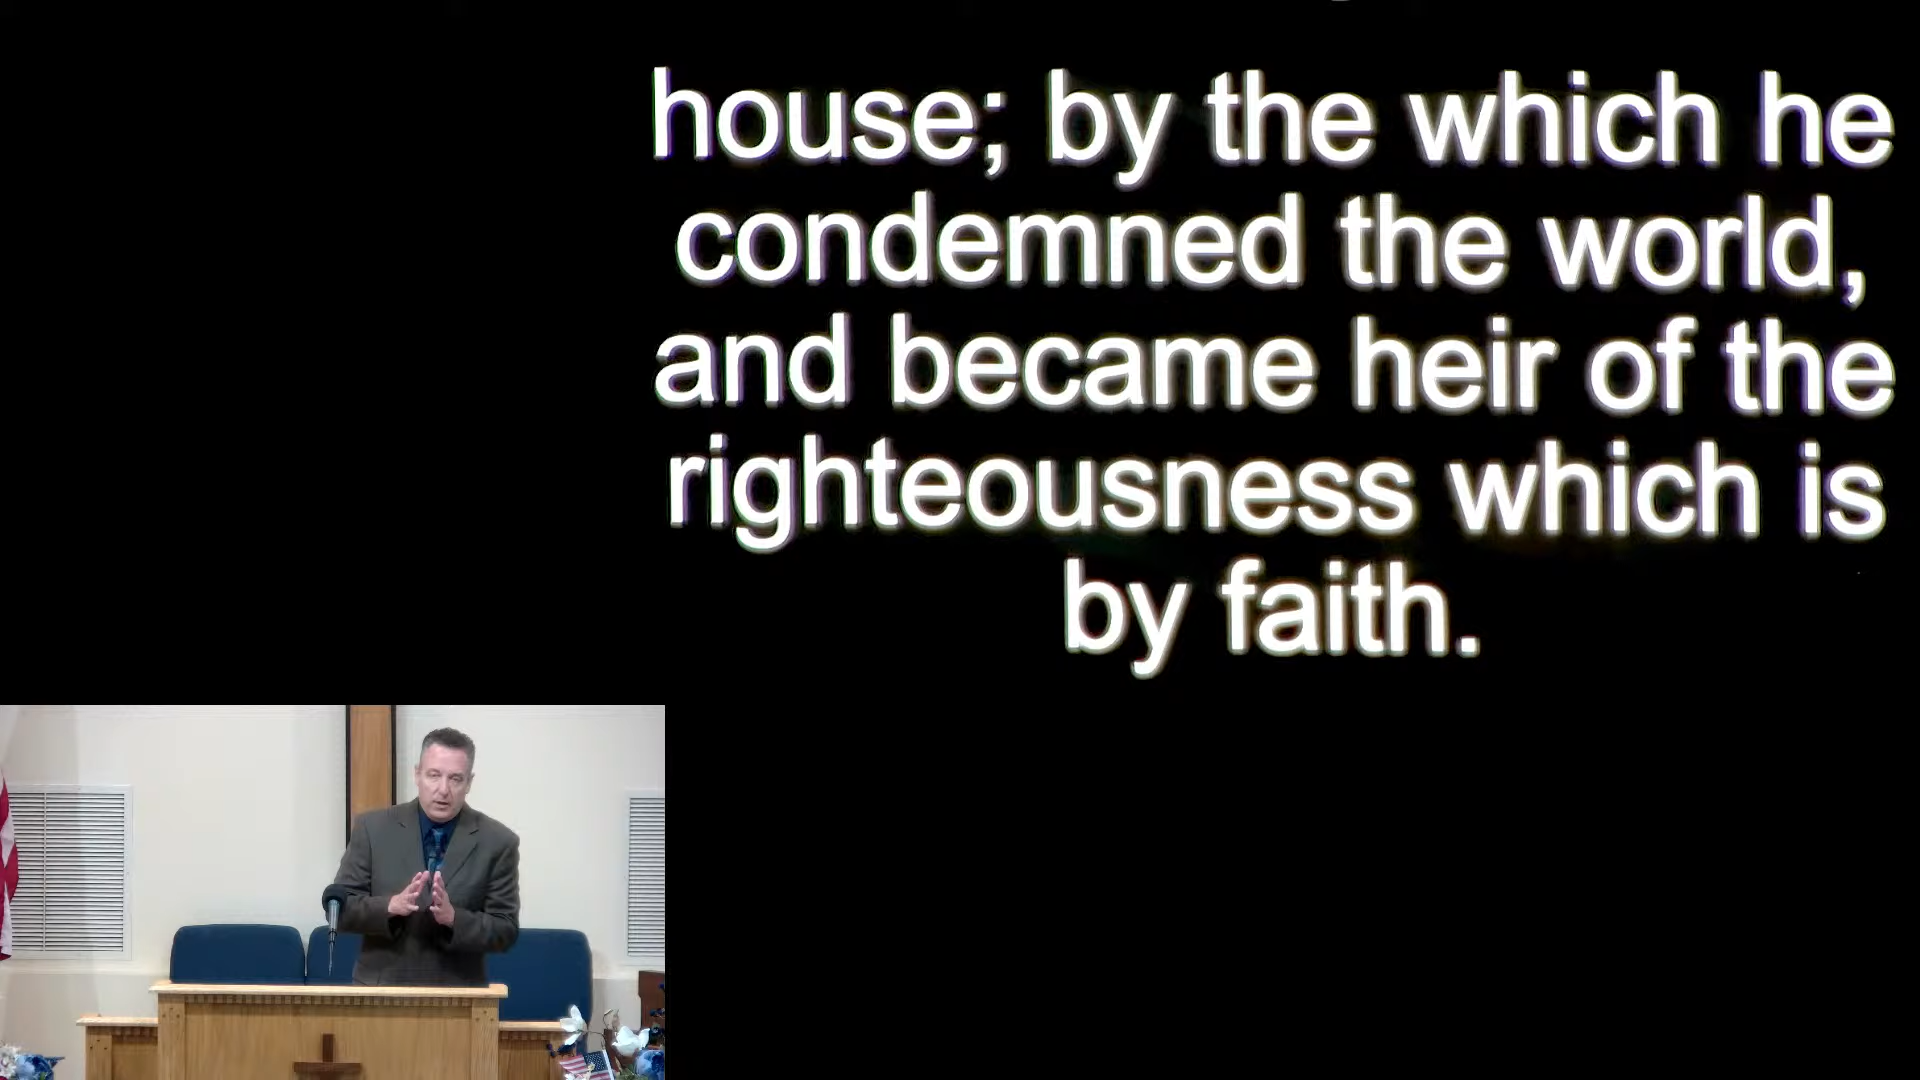 house; by the which he
condemned the world,
and became heir of the
righteousness which is
by faith.